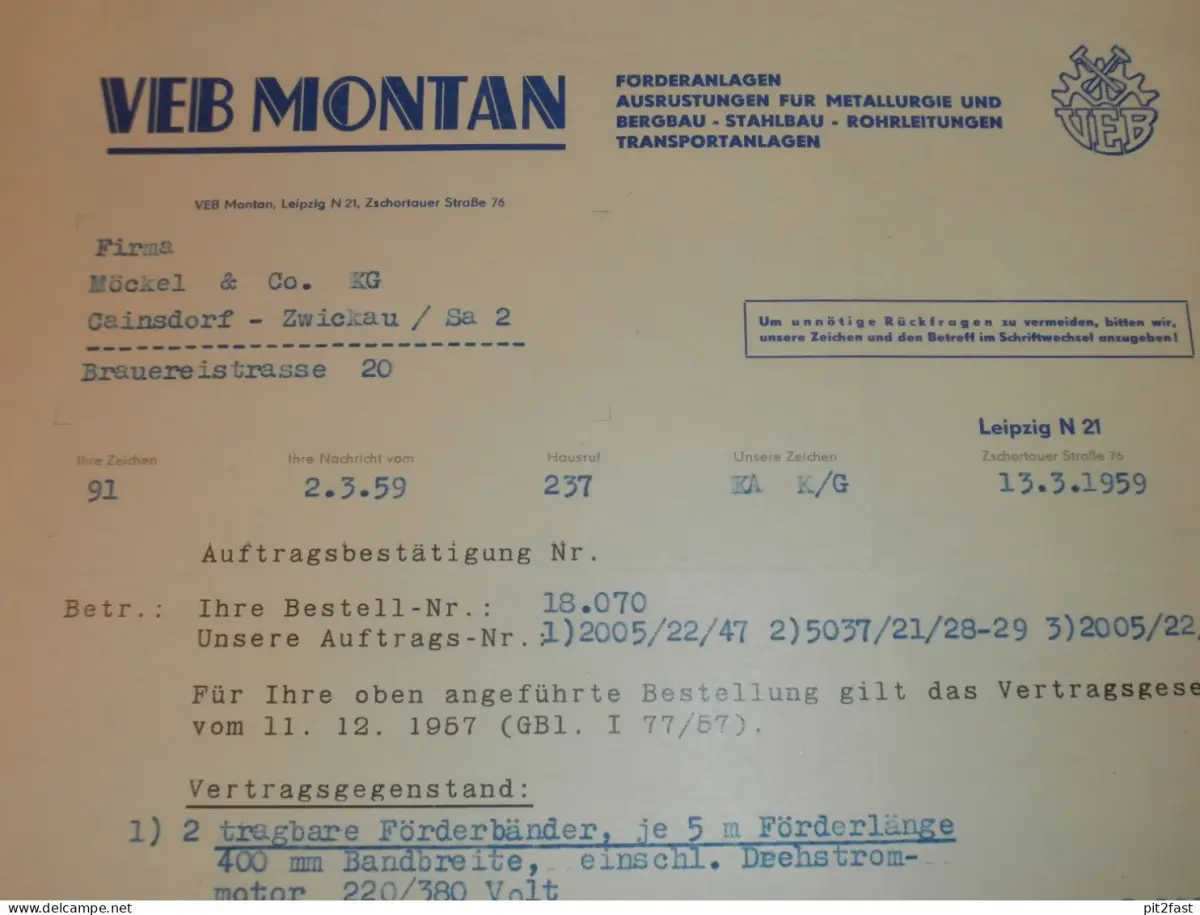 VEB MONTAN
FÖRDERANLAGEN
AUSRÜSTUNGEN FÜR METALLURGIE UND
BERGBAU - STAHLBAU - ROHRLEITUNGEN
TRANSPORTANLAGEN
VEB
VEB Montan, Leipzig N 21, Zschortauer Straße 76
Firma
Möckel & Co. KG
Cainsdorf - Zwickau / Sa 2
Brauereistrasse 20
Um unnötige Rückfragen zu vermeiden, bitten wir,
unsere Zeichen und den Betreff im Schriftwechsel anzugeben!
Leipzig N 21
Zschortauer Straße 76
Ihre Zeichen Ihre Nachricht vom Hausruf Unsere Zeichen
91 2.3.59 237 KA K/G 13.3.1959
Auftragsbestätigung Nr.
Betr.: Ihre Bestell-Nr.: 18.070
Unsere Auftrags-Nr.:1)2005/22/47 2)5037/21/28-29 3)2005/22/
Für Ihre oben angeführte Bestellung gilt das Vertragsgese
vom 11. 12. 1957 (GBl. I 77/57).
Vertragsgegenstand:
1) 2 tragbare Förderbänder, je 5 m Förderlänge
400 mm Bandbreite, einschl. Drehstrom-
motor 220/380 Volt
www.delcampe.net pit2fast